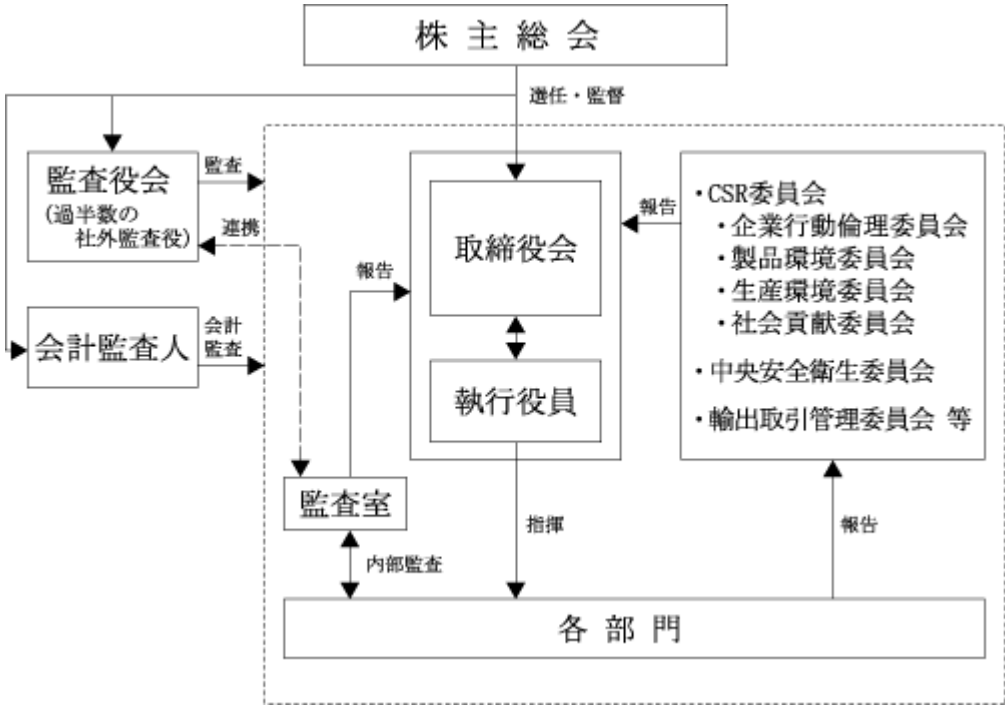 株主総会
選任・監督
監査役会
(過半数の
社外監査役)
監査
連携
報告
取締役会
報告
・CSR委員会
・企業行動倫理委員会
・製品環境委員会
・生産環境委員会
・社会貢献委員会
・中央安全衛生委員会
・輸出取引管理委員会 等
会計監査人
会計
監査
執行役員
監査室
内部監査
指揮
報告
各部門